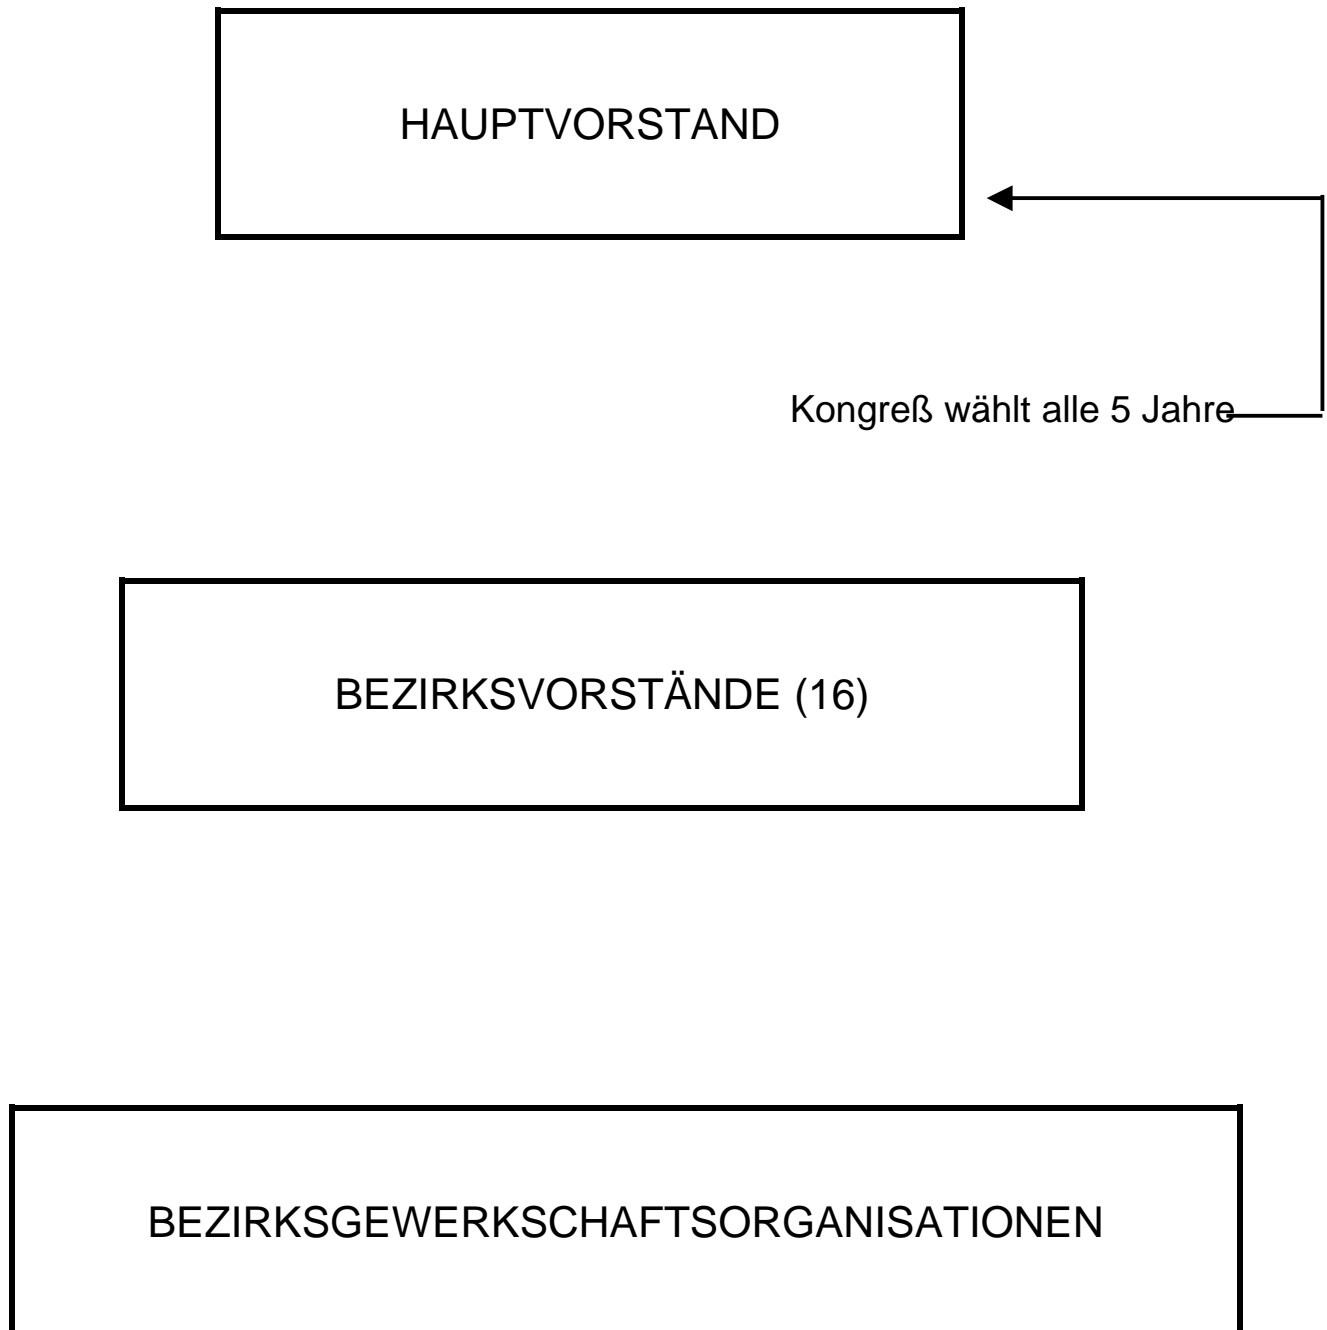 HAUPTVORSTAND
Kongreß wählt alle 5 Jahre
BEZIRKSVORSTÄNDE (16)
BEZIRKSGEWERKSCHAFTSORGANISATIONEN